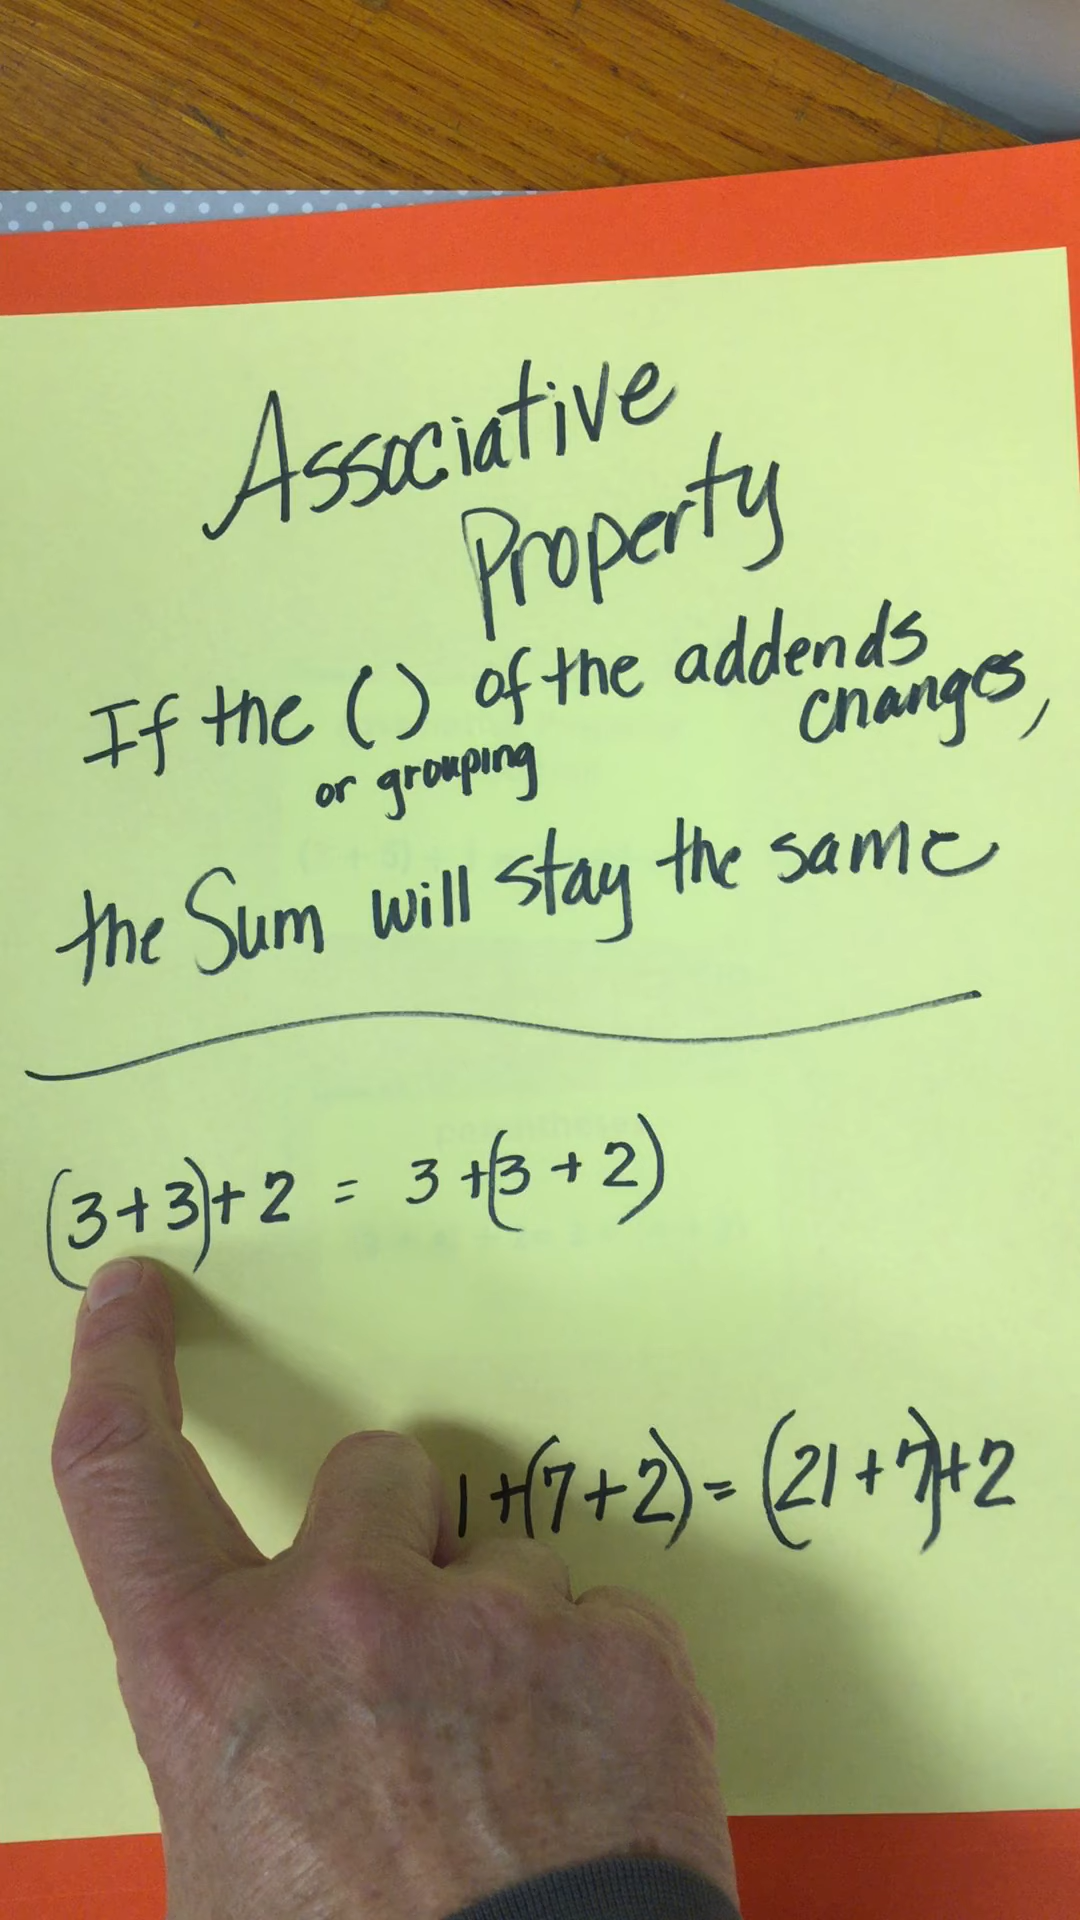 Associative
Property
If the ( ) of the addends
changes,
or grouping
the Sum will stay the same
(3+3)+2 = 3+(3+2)
1+(7+2)=(21+7)+2